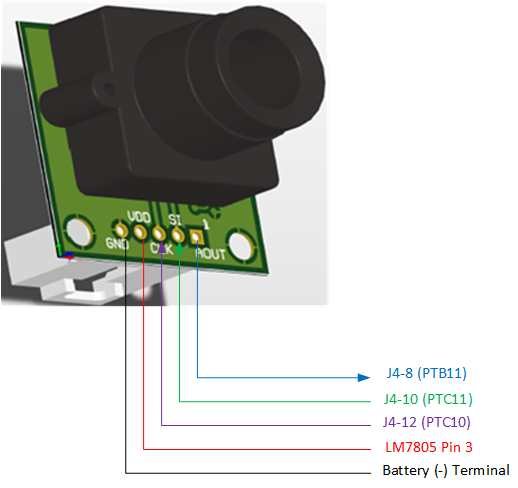 VDD SI 1
GND CLK AOUT
J4-8 (PTB11)
J4-10 (PTC11)
J4-12 (PTC10)
LM7805 Pin 3
Battery (-) Terminal